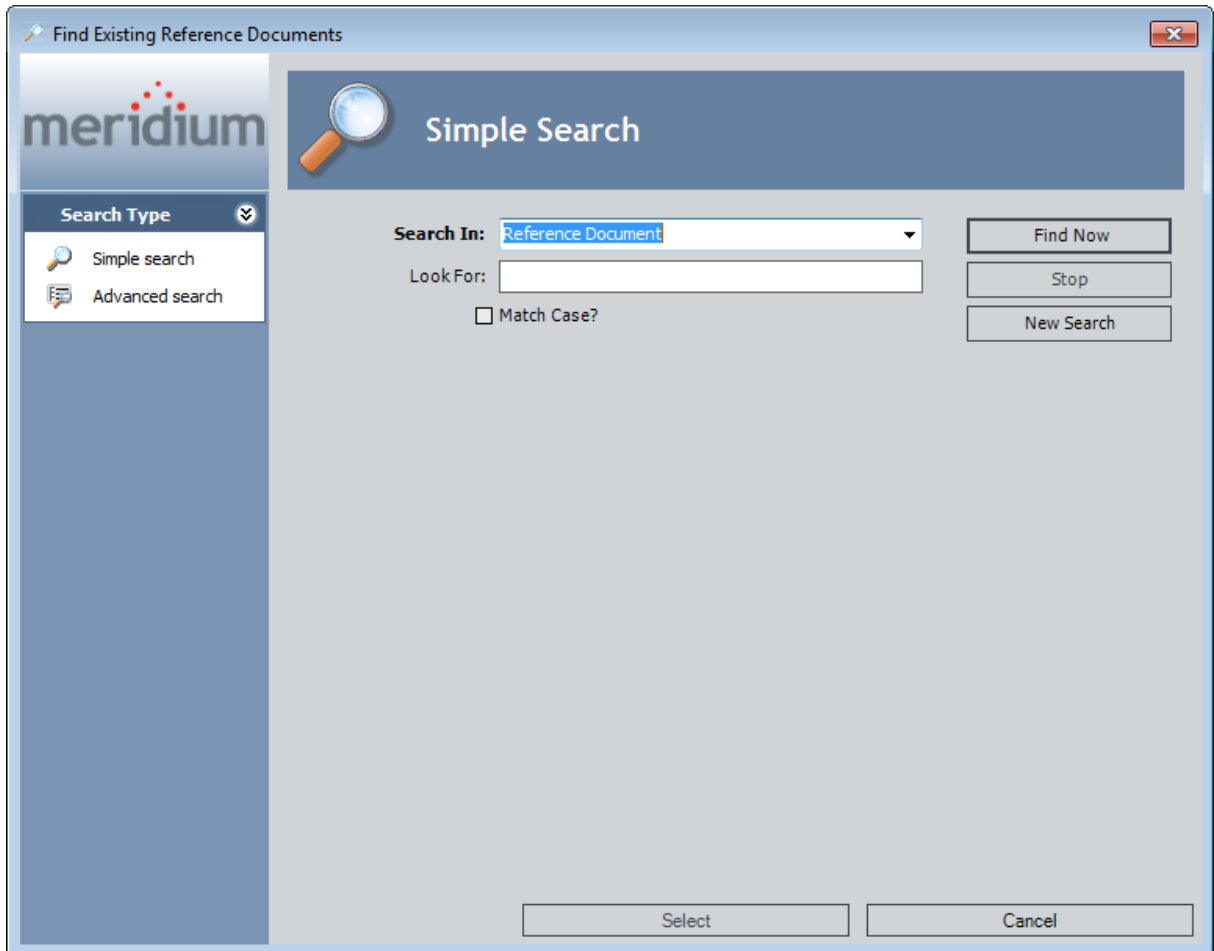 Find Existing Reference Documents
meridium
Simple Search
Search Type
Simple search
Advanced search
Search In: Reference Document
Look For:
Match Case?
Find Now
Stop
New Search
Select
Cancel